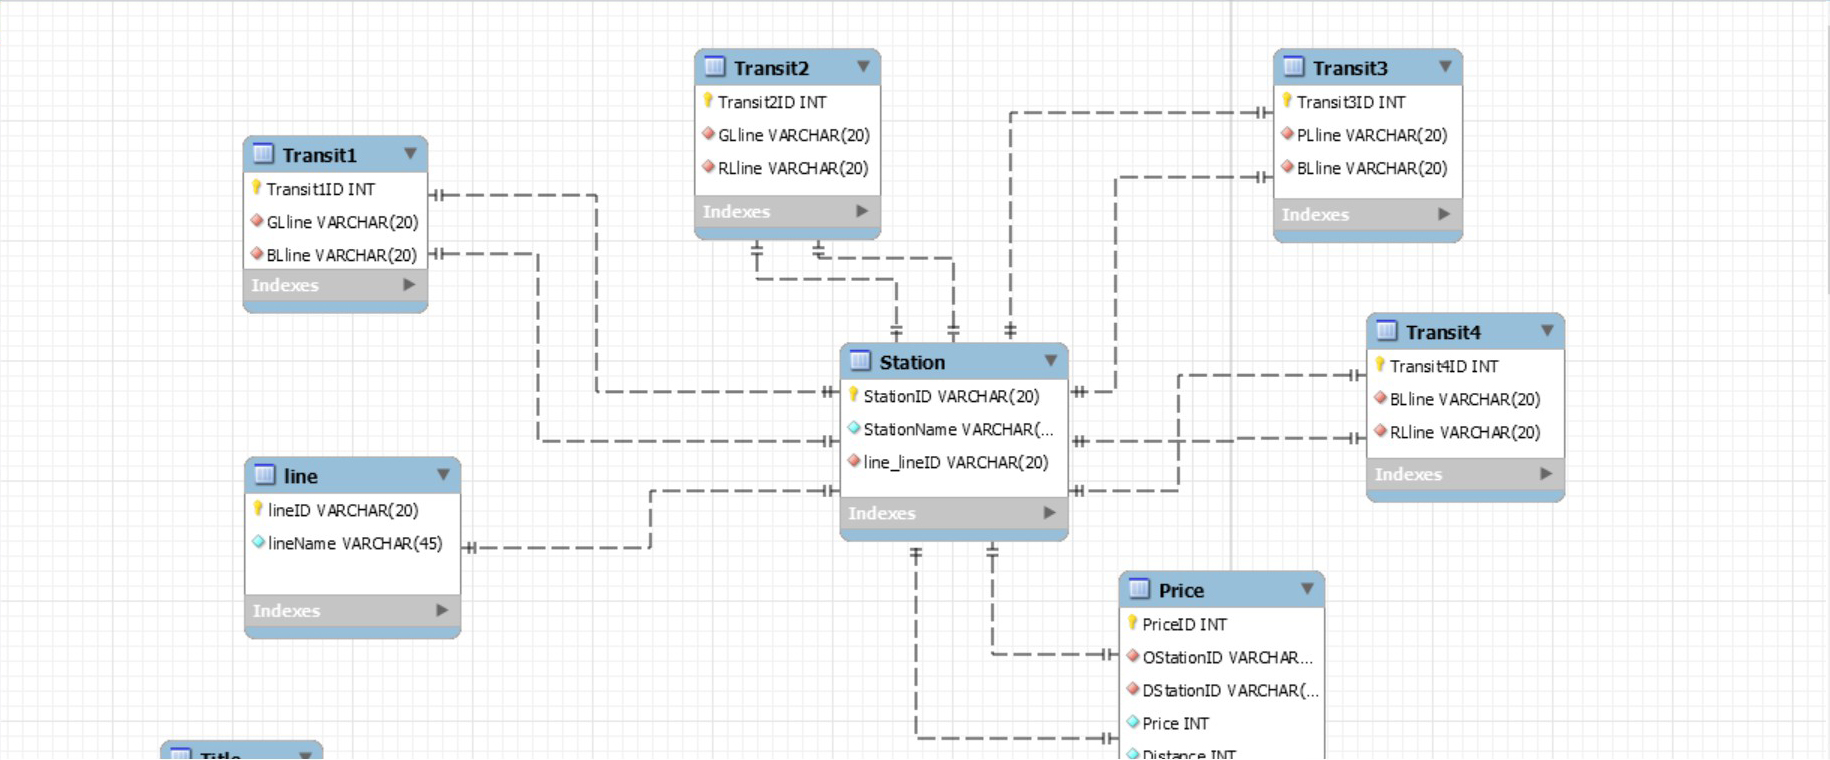 Transit2
Transit2ID INT
GLline VARCHAR(20)
RLline VARCHAR(20)
Indexes
Transit3
Transit3ID INT
PLline VARCHAR(20)
BLline VARCHAR(20)
Indexes
Transit1
Transit1ID INT
GLline VARCHAR(20)
BLline VARCHAR(20)
Indexes
Station
StationID VARCHAR(20)
StationName VARCHAR(...
line_lineID VARCHAR(20)
Indexes
Transit4
Transit4ID INT
BLline VARCHAR(20)
RLline VARCHAR(20)
Indexes
line
lineID VARCHAR(20)
lineName VARCHAR(45)
Indexes
Price
PriceID INT
OStationID VARCHAR...
DStationID VARCHAR(...
Price INT
Distance INT
Title